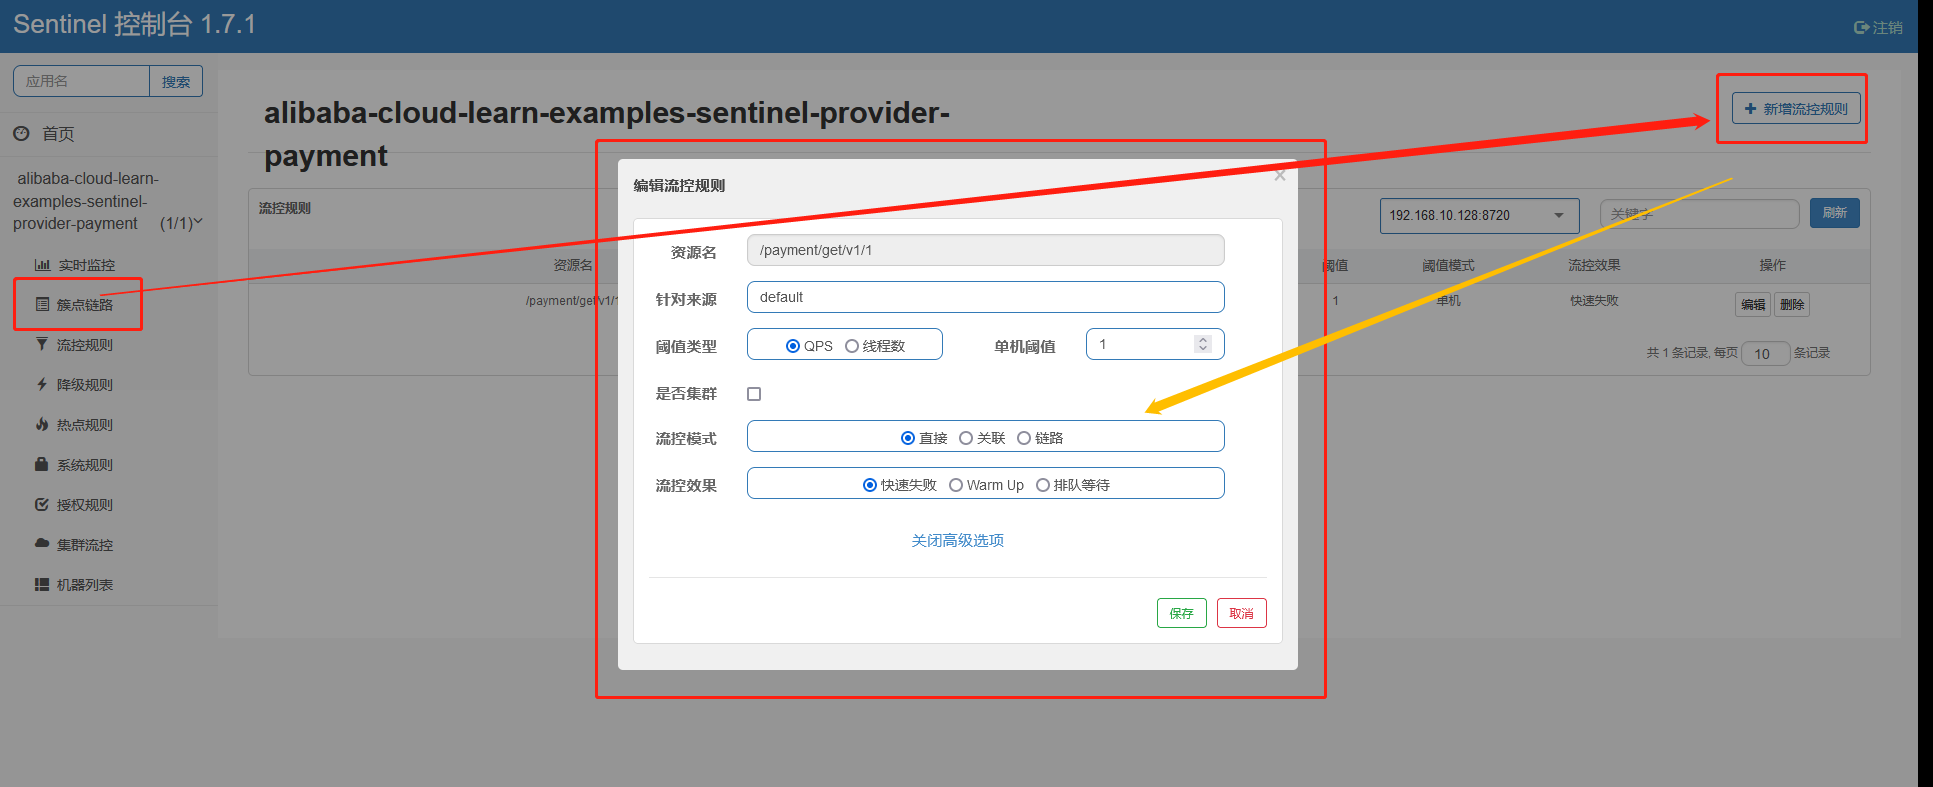 Sentinel 控制台 1.7.1
注销
应用名
搜索
首页
alibaba-cloud-learn-
examples-sentinel-
provider-payment (1/1)
实时监控
簇点链路
流控规则
降级规则
热点规则
系统规则
授权规则
集群流控
机器列表
alibaba-cloud-learn-examples-sentinel-provider-
payment
新增流控规则
流控规则
192.168.10.128:8720
关键字
刷新
资源名
阈值
阈值模式
流控效果
操作
/payment/get/v1/1
1
单机
快速失败
编辑
删除
共 1 条记录, 每页 10 条记录
编辑流控规则
×
资源名 /payment/get/v1/1
针对来源 default
阈值类型 QPS 线程数 单机阈值 1
是否集群
流控模式 直接 关联 链路
流控效果 快速失败 Warm Up 排队等待
关闭高级选项
保存
取消